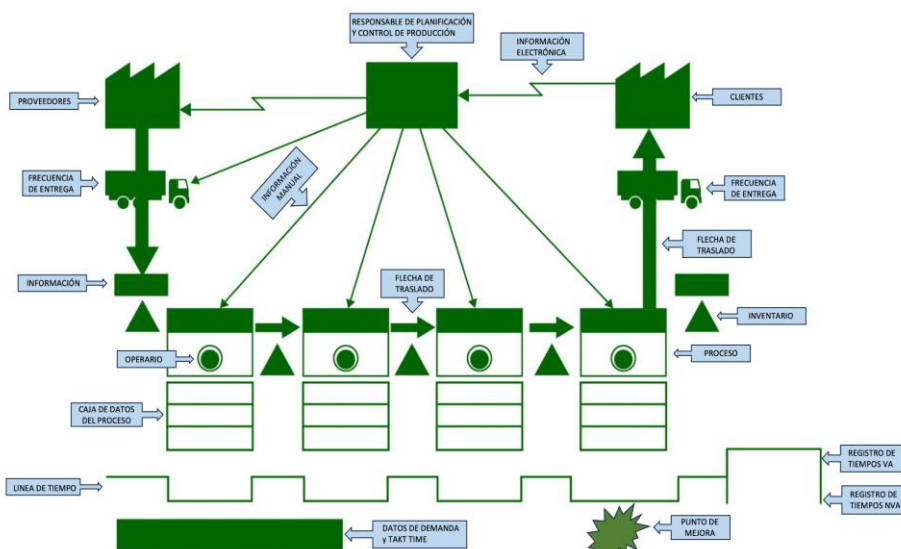 RESPONSABLE DE PLANIFICACIÓN
Y CONTROL DE PRODUCCIÓN
INFORMACIÓN
ELECTRÓNICA
PROVEEDORES
CLIENTES
FRECUENCIA
DE ENTREGA
INFORMACIÓN
MANUAL
FRECUENCIA
DE ENTREGA
FLECHA DE
TRASLADO
INFORMACIÓN
FLECHA DE
TRASLADO
INVENTARIO
OPERARIO
PROCESO
CAJA DE DATOS
DEL PROCESO
REGISTRO DE
TIEMPOS VA
LINEA DE TIEMPO
REGISTRO DE
TIEMPOS NVA
DATOS DE DEMANDA
y TAKT TIME
PUNTO DE
MEJORA